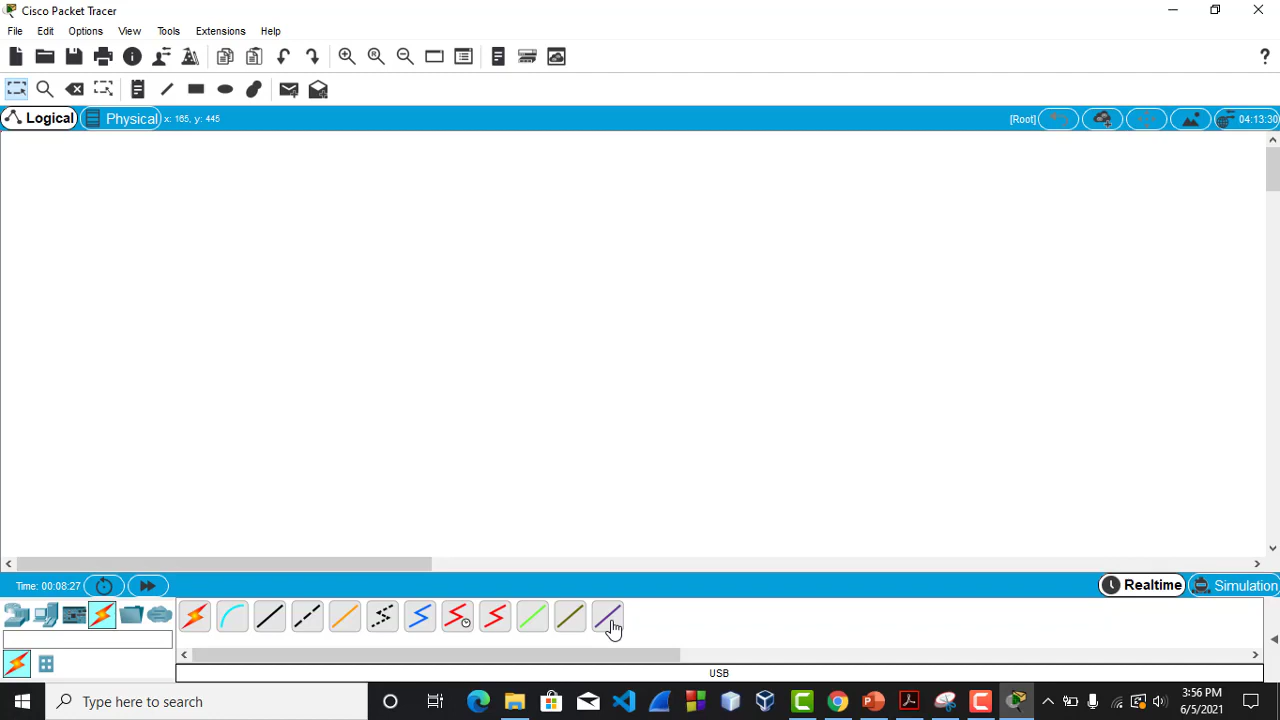 Cisco Packet Tracer
File Edit Options View Tools Extensions Help
?
Logical Physical x: 165, y: 445 [Root] 04:13:30
Time: 00:08:27 Realtime Simulation
USB
Type here to search
3:56 PM
6/5/2021